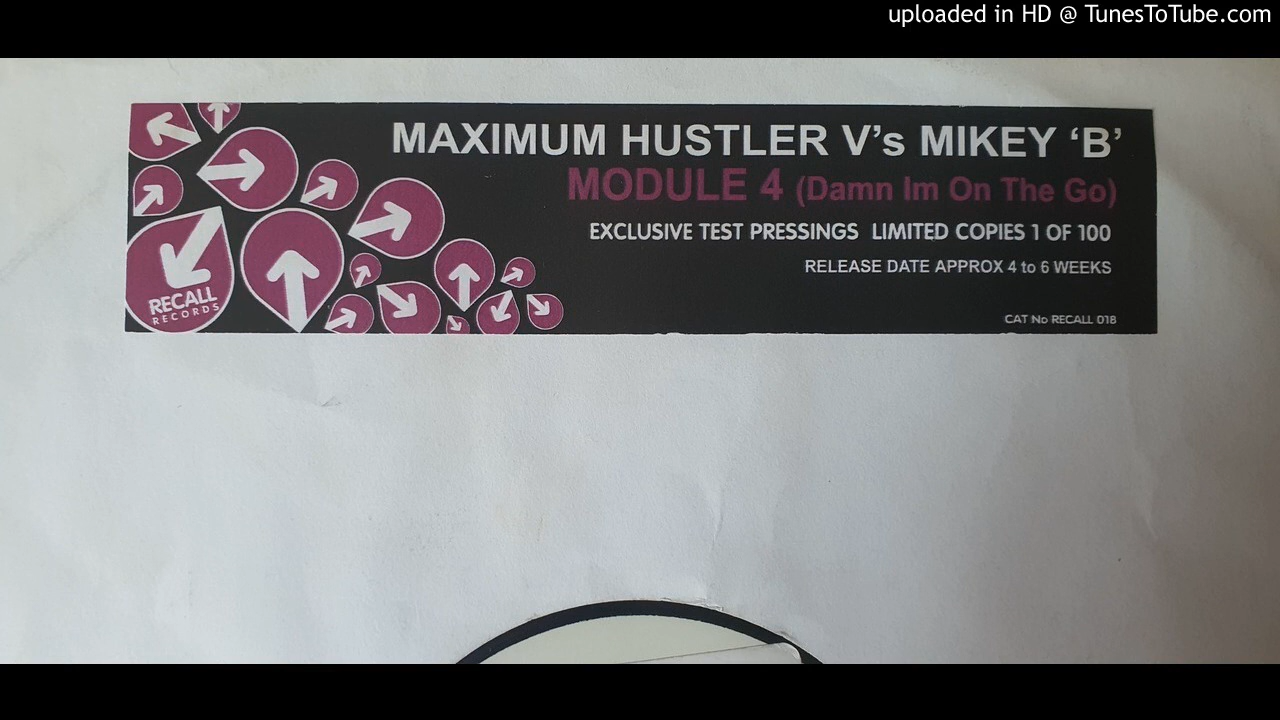 uploaded in HD @ TunesToTube.com
MAXIMUM HUSTLER V's MIKEY ‘B’
MODULE 4 (Damn Im On The Go)
EXCLUSIVE TEST PRESSINGS LIMITED COPIES 1 OF 100
RELEASE DATE APPROX 4 to 6 WEEKS
RECALL
RECORDS
CAT No RECALL 018